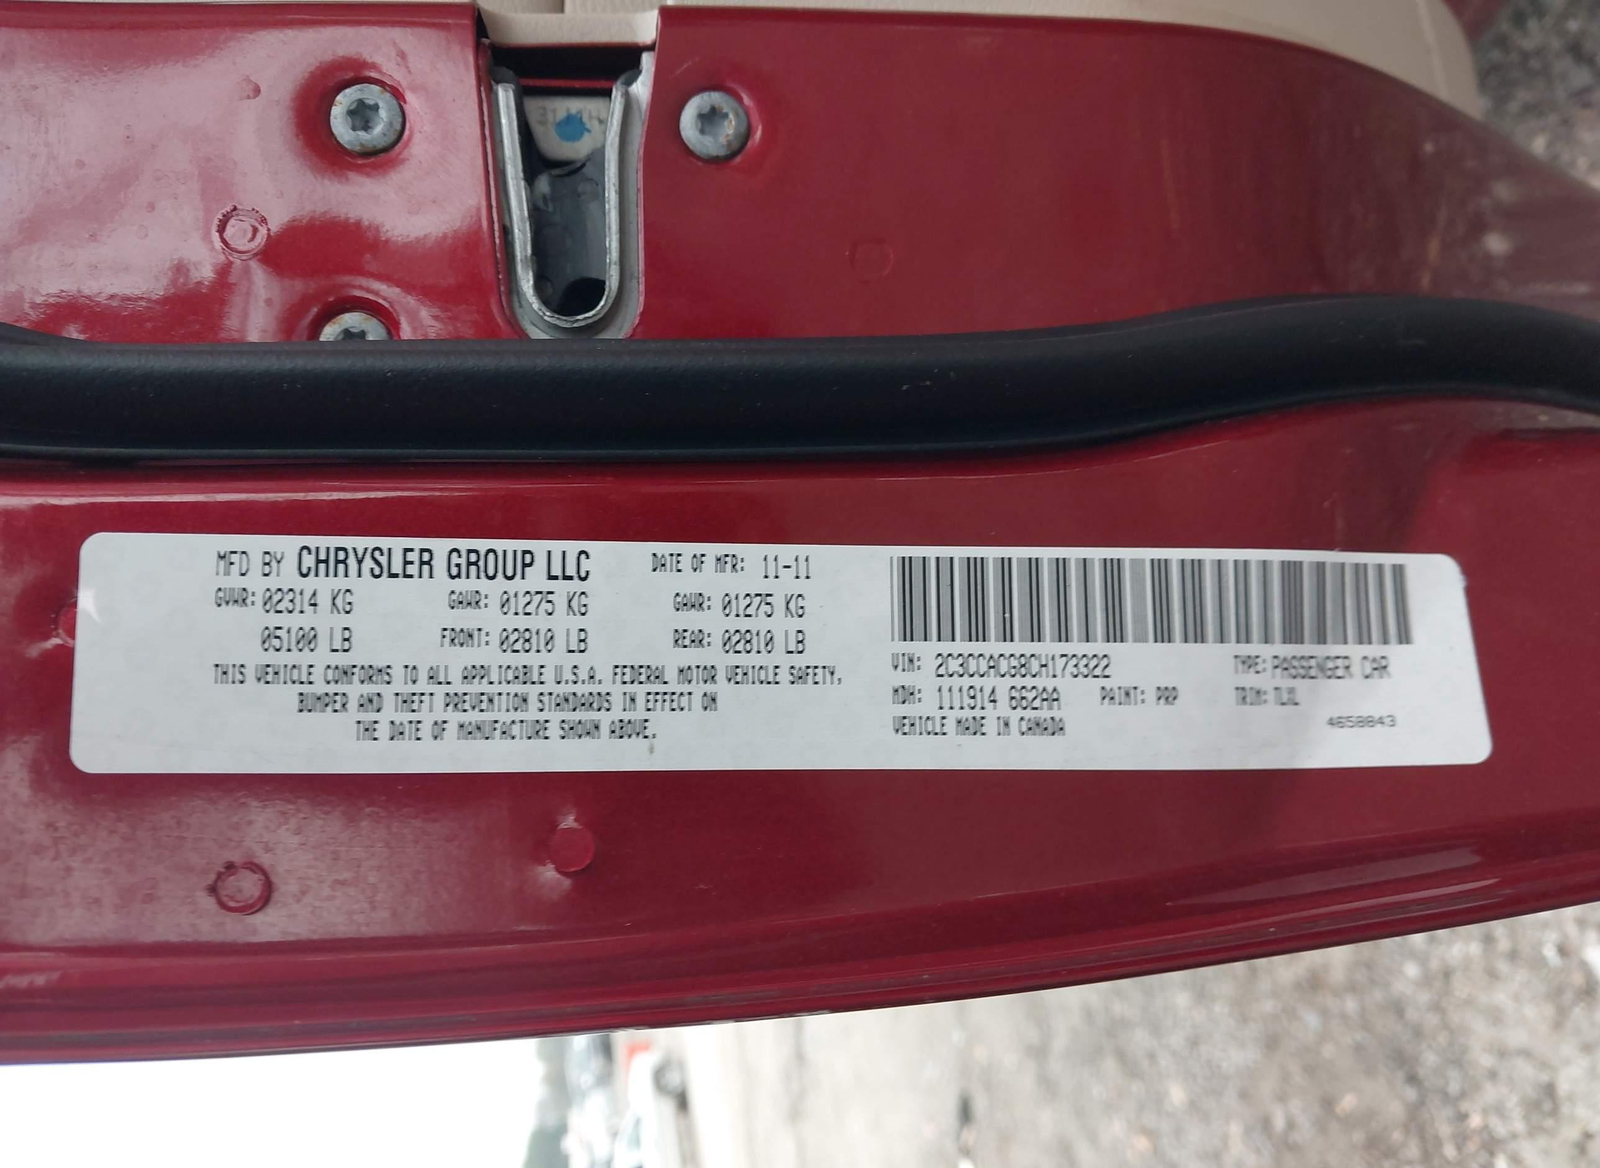 MFD BY CHRYSLER GROUP LLC DATE OF MFR: 11-11
GVWR: 02314 KG GAWR: 01275 KG GAWR: 01275 KG
05100 LB FRONT: 02810 LB REAR: 02810 LB
THIS VEHICLE CONFORMS TO ALL APPLICABLE U.S.A. FEDERAL MOTOR VEHICLE SAFETY,
BUMPER AND THEFT PREVENTION STANDARDS IN EFFECT ON
THE DATE OF MANUFACTURE SHOWN ABOVE.
VIN: 2C3CCACG8CH173322 TYPE: PASSENGER CAR
MDH: 111914 662AA PAINT: PRP TRIM: TLXL
VEHICLE MADE IN CANADA 4658843